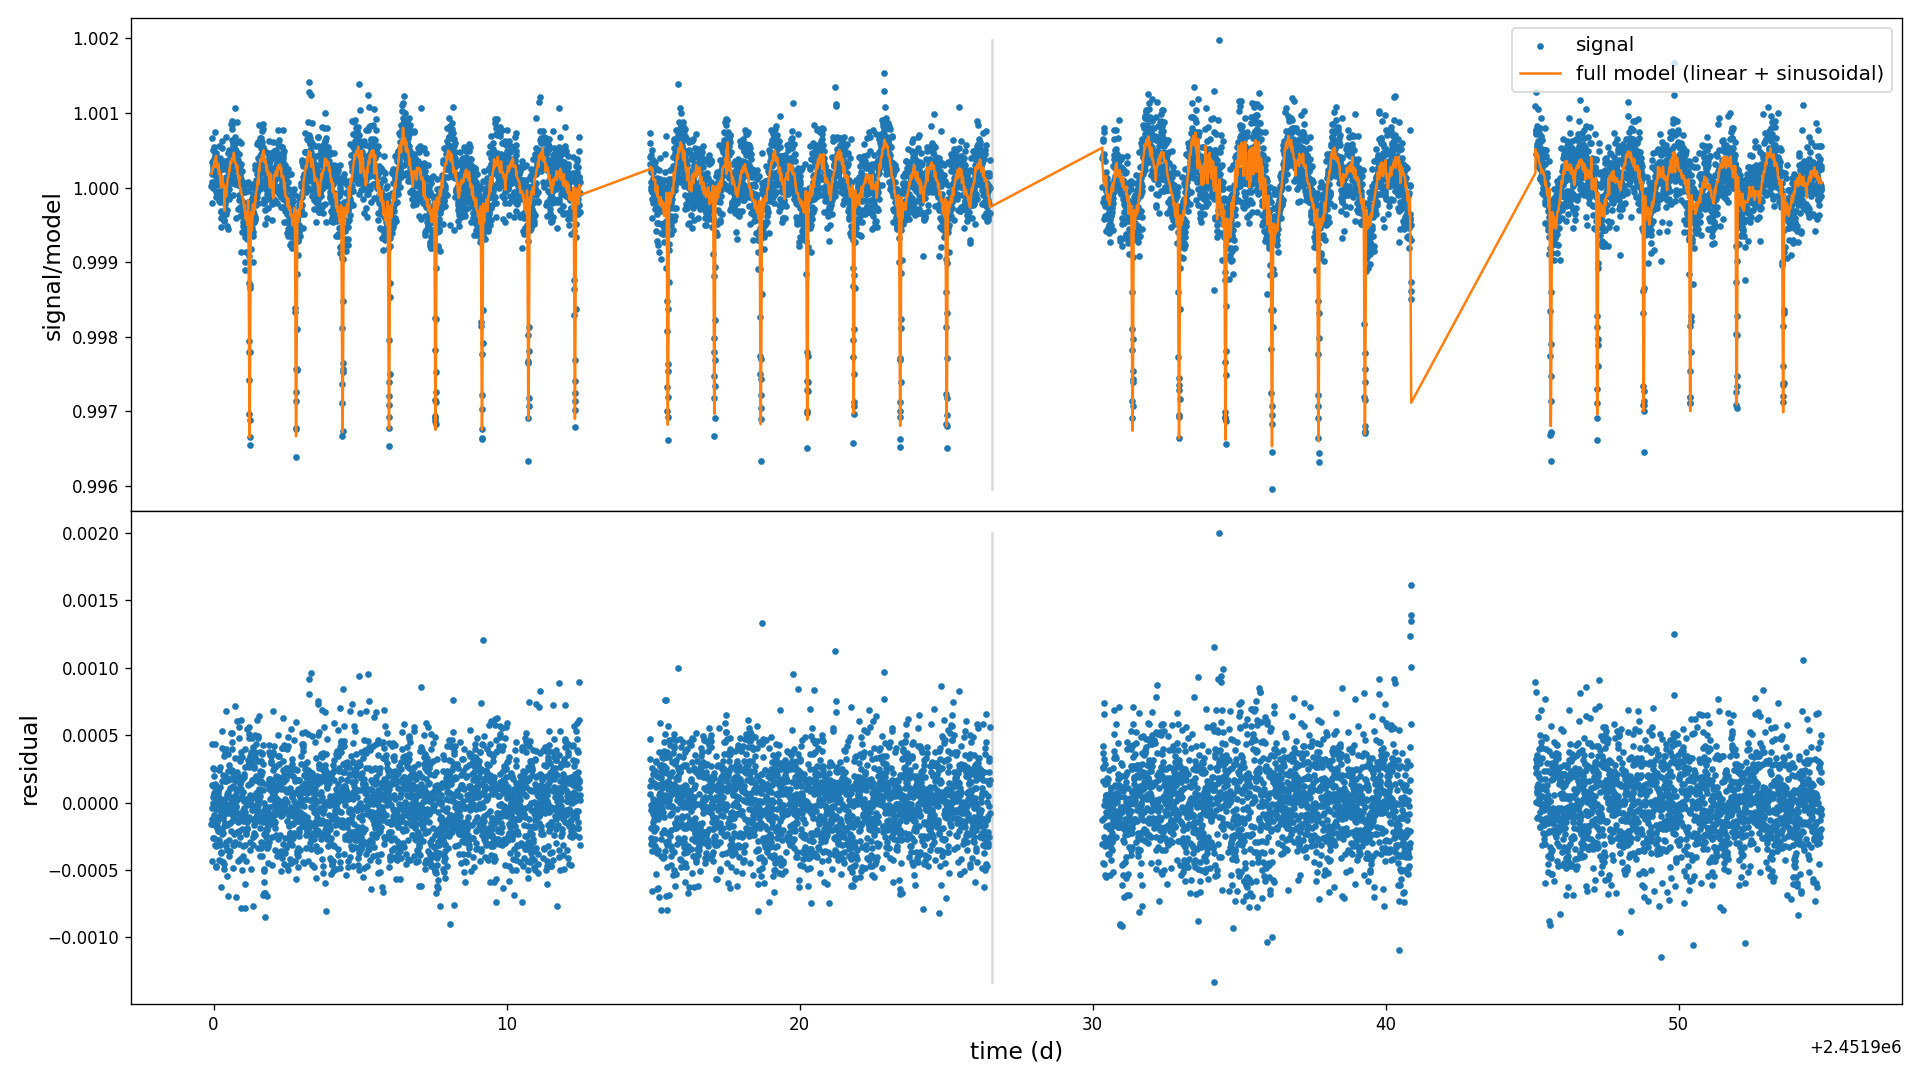 1.002
1.001
1.000
0.999
0.998
0.997
0.996
signal/model
signal
full model (linear + sinusoidal)
0.0020
0.0015
0.0010
0.0005
0.0000
−0.0005
−0.0010
residual
0 10 20 30 40 50
time (d)
+2.4519e6